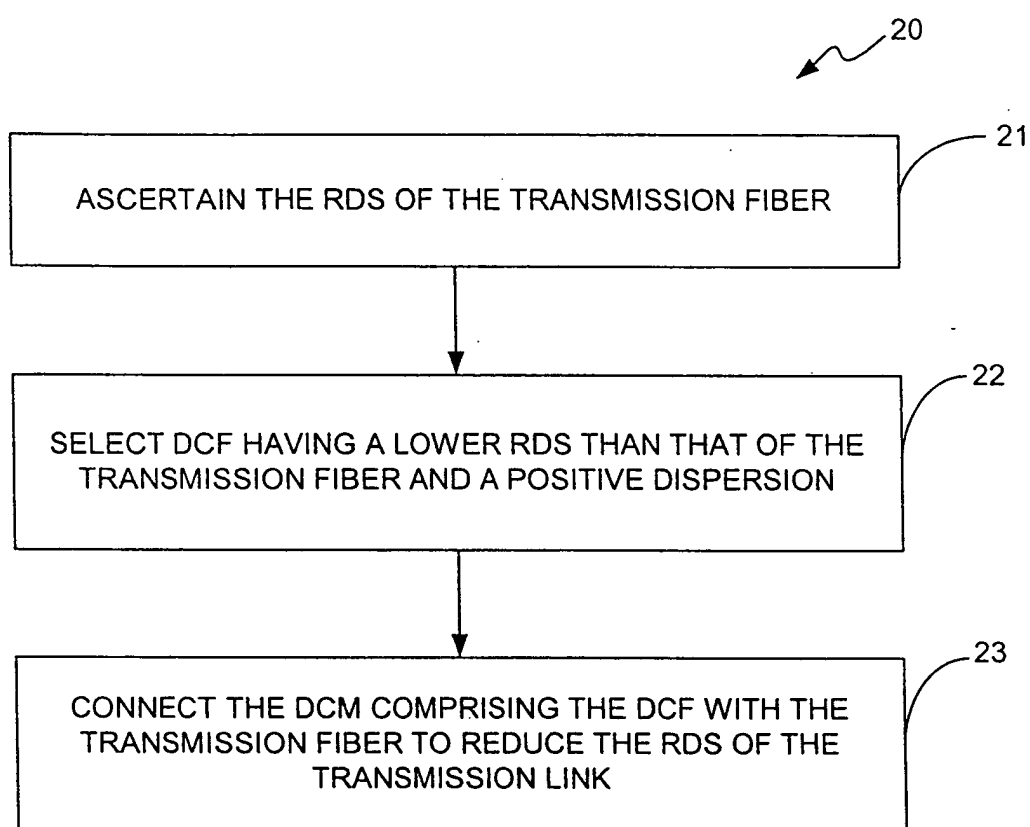 20
21
ASCERTAIN THE RDS OF THE TRANSMISSION FIBER
22
SELECT DCF HAVING A LOWER RDS THAN THAT OF THE
TRANSMISSION FIBER AND A POSITIVE DISPERSION
23
CONNECT THE DCM COMPRISING THE DCF WITH THE
TRANSMISSION FIBER TO REDUCE THE RDS OF THE
TRANSMISSION LINK